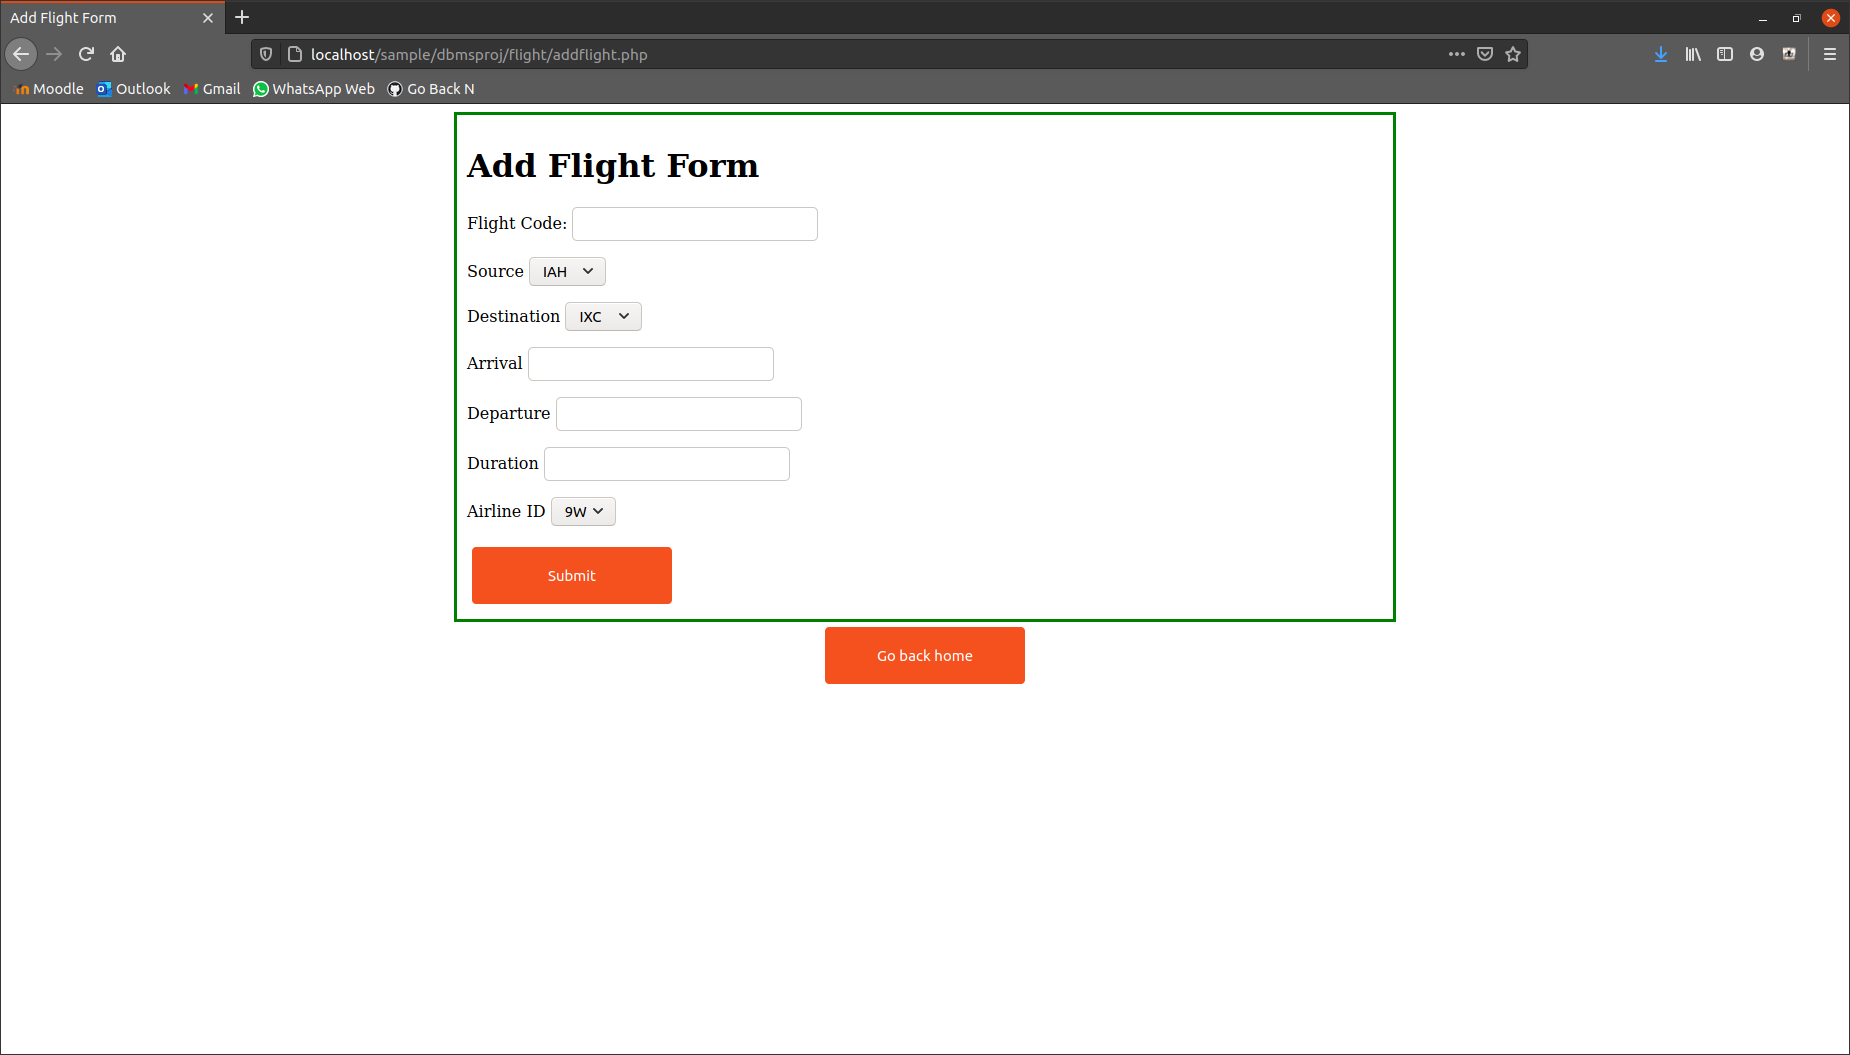 Add Flight Form
localhost/sample/dbmsproj/flight/addflight.php
Moodle Outlook Gmail WhatsApp Web Go Back N
Add Flight Form
Flight Code:
Source IAH
Destination IXC
Arrival
Departure
Duration
Airline ID 9W
Submit
Go back home